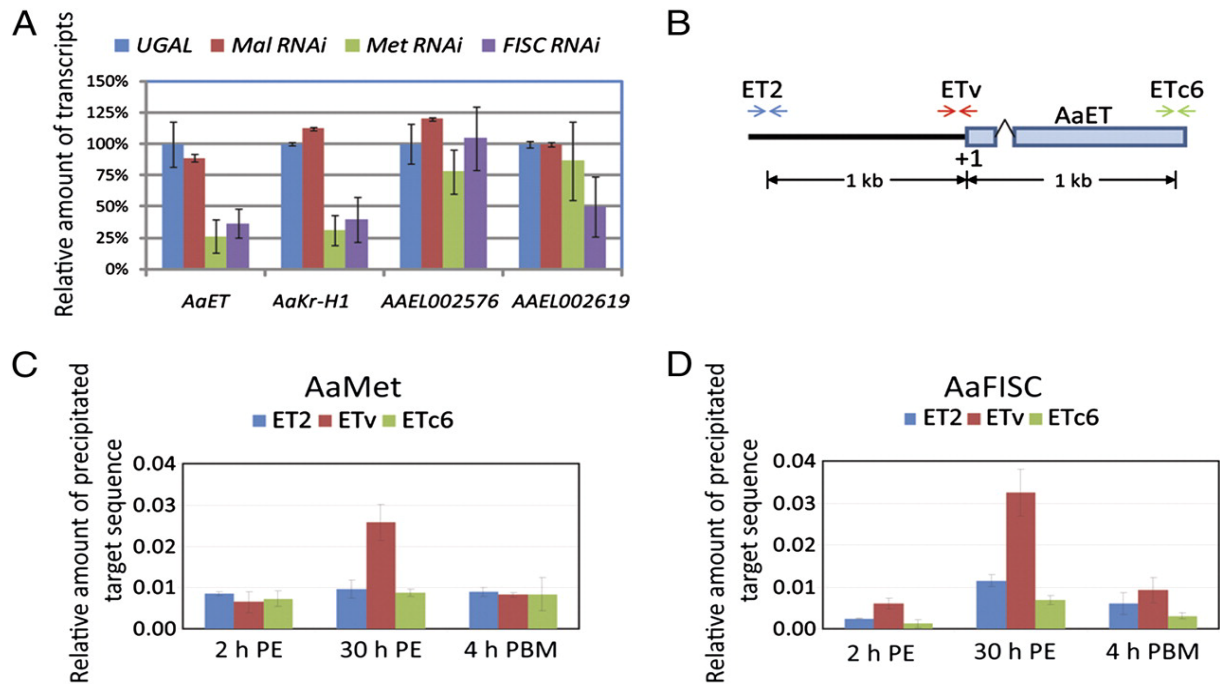 A
UGAL Mal RNAi Met RNAi FISC RNAi
Relative amount of transcripts
150%
125%
100%
75%
50%
25%
0%
AaET AaKr-H1 AAEL002576 AAEL002619
B
ET2 ETv ETc6
AaET
+1
1 kb 1 kb
C
AaMet
ET2 ETv ETc6
Relative amount of precipitated
target sequence
0.04
0.03
0.02
0.01
0.00
2 h PE 30 h PE 4 h PBM
D
AaFISC
ET2 ETv ETc6
Relative amount of precipitated
target sequence
0.04
0.03
0.02
0.01
0.00
2 h PE 30 h PE 4 h PBM